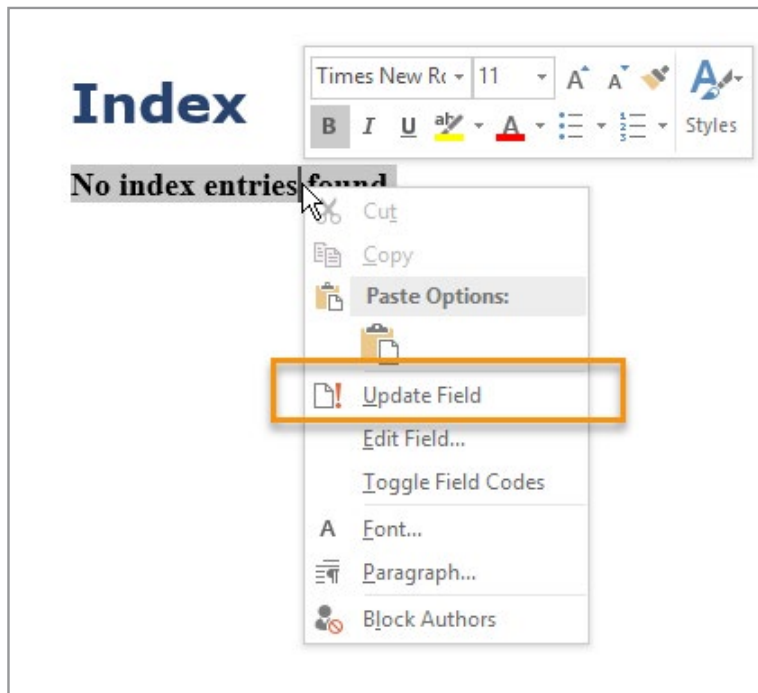 Times New R
11
A A
Index
B I U ab A Styles
No index entries found.
Cut
Copy
Paste Options:
Update Field
Edit Field...
Toggle Field Codes
A Font...
Paragraph...
Block Authors